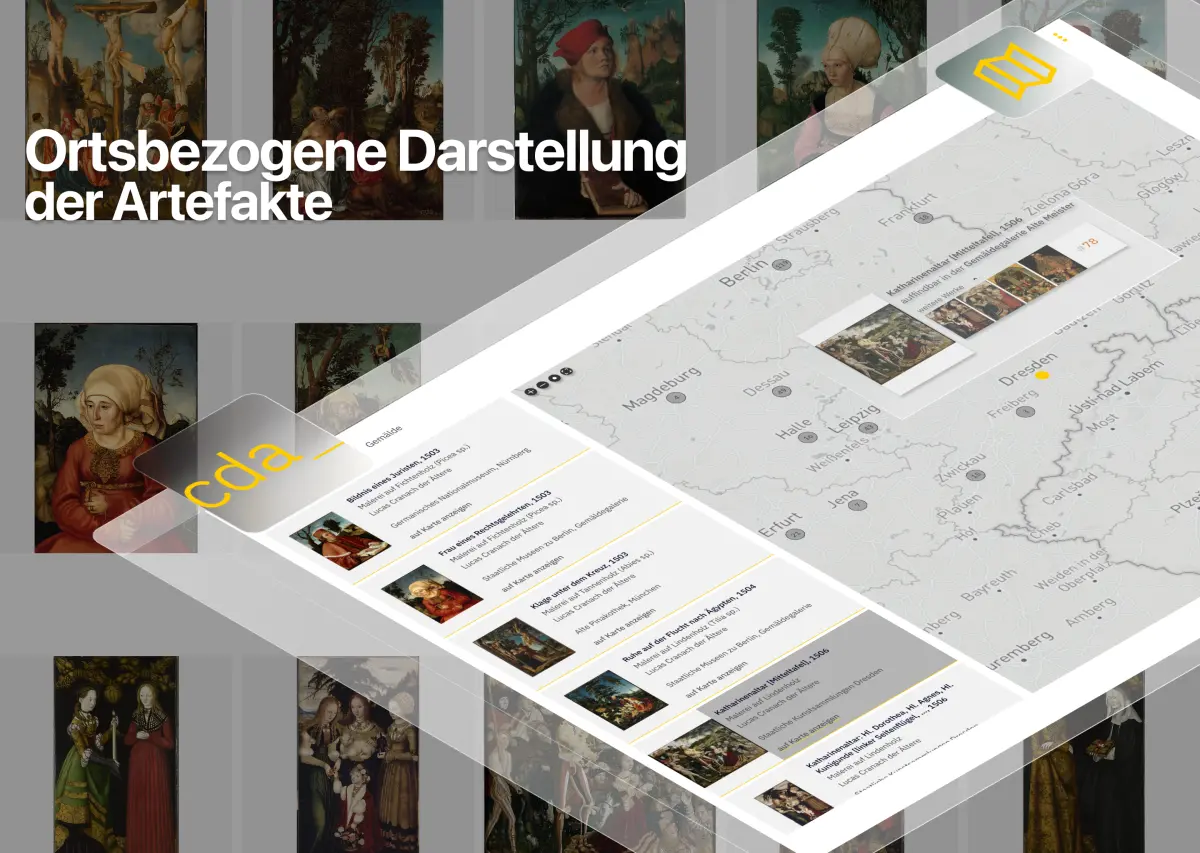 Ortsbezogene Darstellung
der Artefakte
cda_
Gemälde
Bildnis eines Juristen, 1503
Malerei auf Fichtenholz (Picea sp.)
Lucas Cranach der Ältere
Germanisches Nationalmuseum, Nürnberg
auf Karte anzeigen
Frau eines Rechtsgelehrten, 1503
Malerei auf Fichtenholz (Picea sp.)
Lucas Cranach der Ältere
Staatliche Museen zu Berlin, Gemäldegalerie
auf Karte anzeigen
Klage unter dem Kreuz, 1503
Malerei auf Tannenholz (Abies sp.)
Lucas Cranach der Ältere
Alte Pinakothek, München
auf Karte anzeigen
Ruhe auf der Flucht nach Ägypten, 1504
Malerei auf Lindenholz (Tilia sp.)
Lucas Cranach der Ältere
Staatliche Museen zu Berlin, Gemäldegalerie
auf Karte anzeigen
Katharinenaltar (Mitteltafel), 1506
Malerei auf Lindenholz
Lucas Cranach der Ältere
Staatliche Kunstsammlungen Dresden
auf Karte anzeigen
Katharinenaltar: Hl. Dorothea, Hl. Agnes, Hl.
Kunigunde [linker Seitenflügel, ..., 1506
Malerei auf Lindenholz
Lucas Cranach der Ältere
Katharinenaltar (Mitteltafel), 1506
auffindbar in der Gemäldegalerie Alte Meister
weitere Werke
78
Leszno
Głogów
Zielona Góra
Frankfurt
Strausberg
Berlin
Magdeburg
4
Dessau
Halle
Leipzig
Weißenfels
Dresden
Freiberg
3
Ústí nad Labem
Most
Zwickau
Carlsbad
Plauen
Jena
7
Erfurt
Hof
Cheb
Bayreuth
Weiden in der
Oberpfalz
Amberg